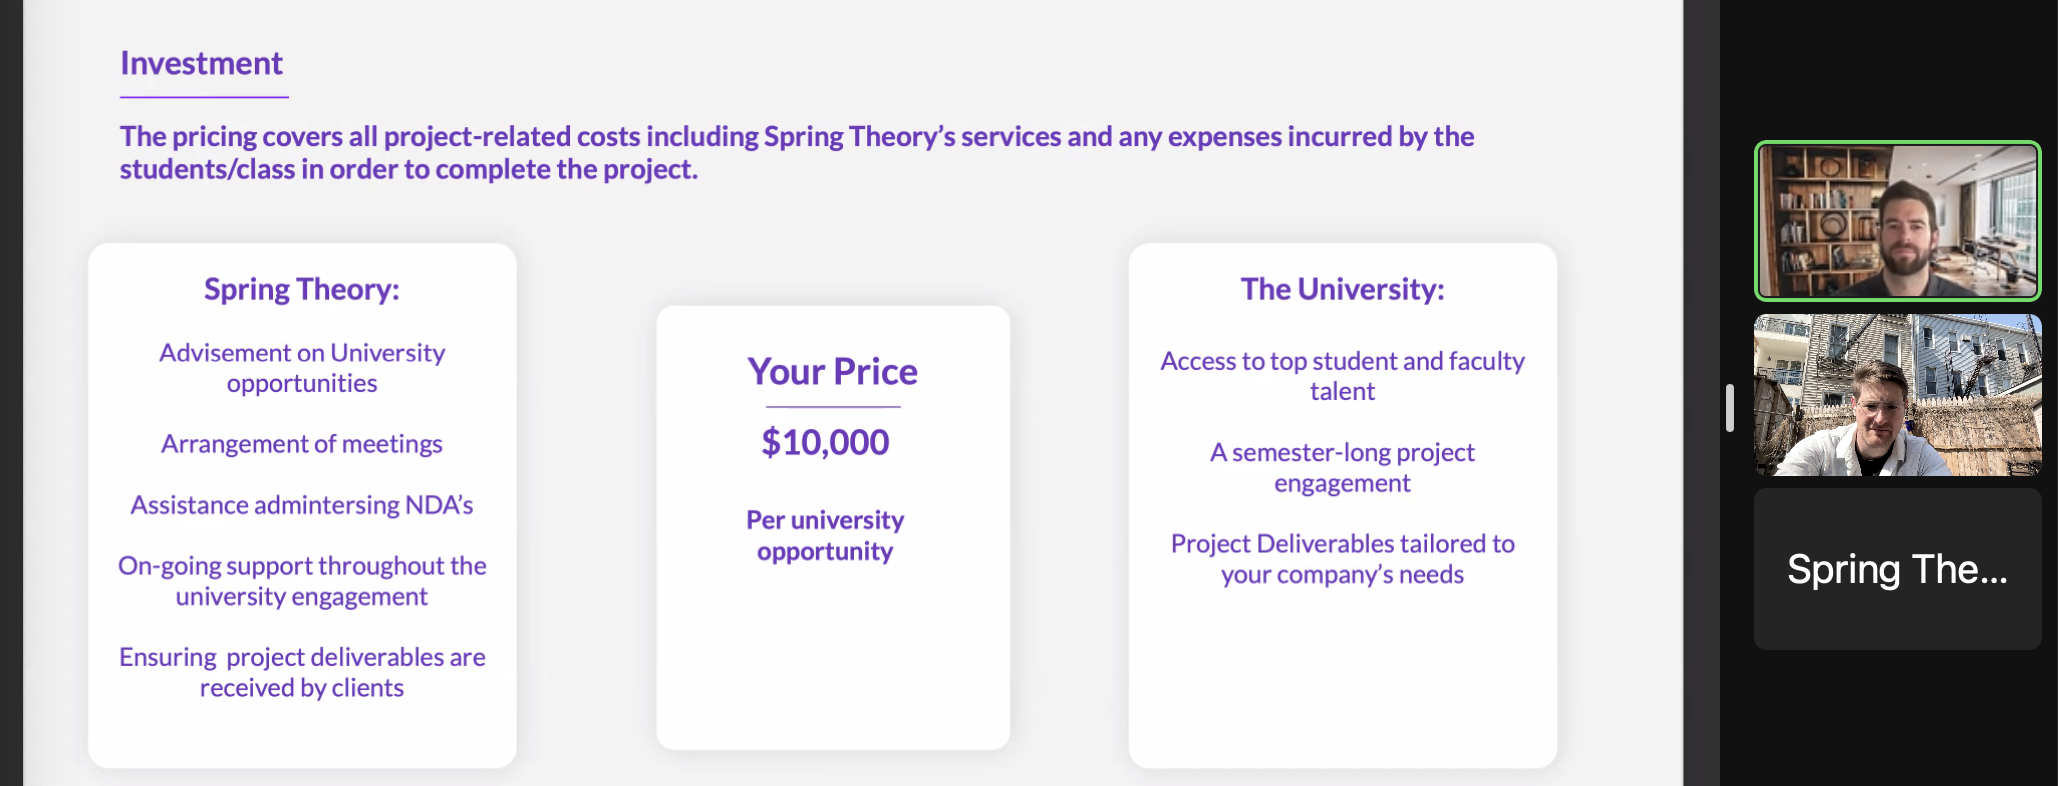 Investment
The pricing covers all project-related costs including Spring Theory’s services and any expenses incurred by the
students/class in order to complete the project.
Spring Theory:
Advisement on University
opportunities
Arrangement of meetings
Assistance admintersing NDA’s
On-going support throughout the
university engagement
Ensuring  project deliverables are
received by clients
Your Price
$10,000
Per university
opportunity
The University:
Access to top student and faculty
talent
A semester-long project
engagement
Project Deliverables tailored to
your company’s needs
Spring The...